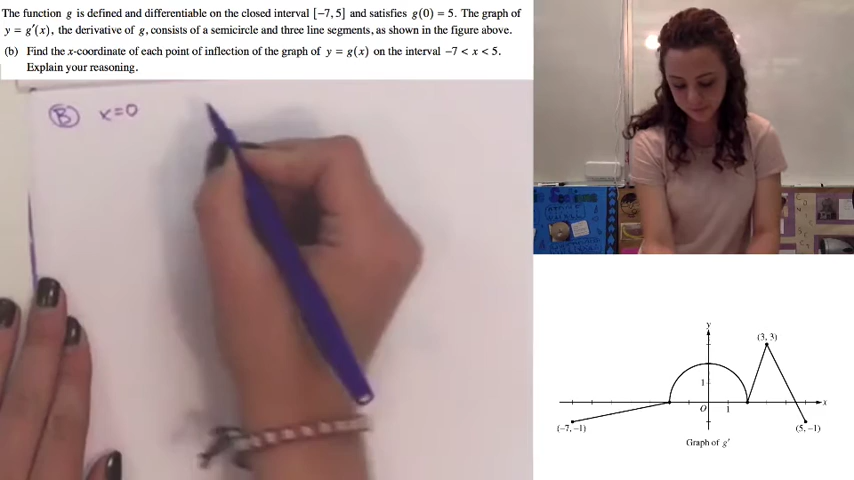 The function g is defined and differentiable on the closed interval [−7, 5] and satisfies g(0) = 5. The graph of
y = g′(x), the derivative of g, consists of a semicircle and three line segments, as shown in the figure above.
(b) Find the x-coordinate of each point of inflection of the graph of y = g(x) on the interval −7 < x < 5.
Explain your reasoning.
B x=0
y
(3, 3)
1
O 1 x
(−7, −1)
(5, −1)
Graph of g′